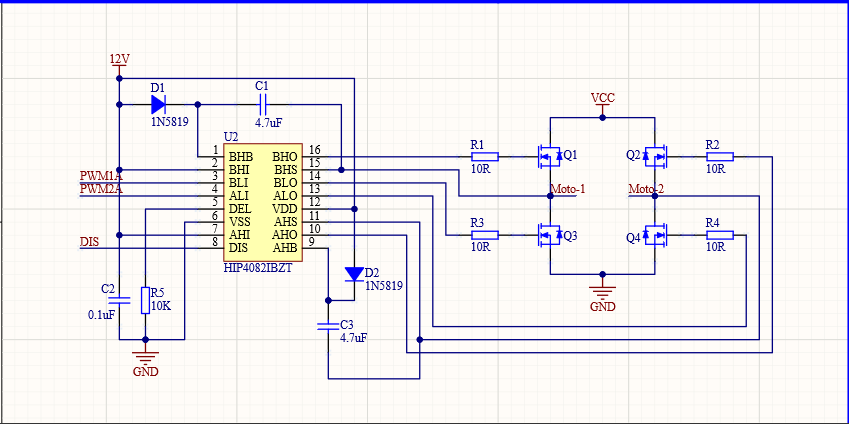 12V
D1
1N5819
C1
4.7uF
U2
1 BHB BHO 16
2 BHI BHS 15
3 BLI BLO 14
4 ALI ALO 13
5 DEL VDD 12
6 VSS AHS 11
7 AHI AHO 10
8 DIS AHB 9
HIP4082IBZT
PWM1A
PWM2A
DIS
C2
0.1uF
R5
10K
GND
D2
1N5819
C3
4.7uF
VCC
R1
10R
Q1
Q2
R2
10R
Moto-1
Moto-2
R3
10R
Q3
Q4
R4
10R
GND